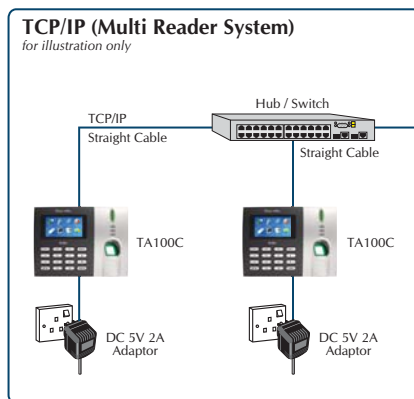 TCP/IP (Multi Reader System)
for illustration only
Hub / Switch
TCP/IP
Straight Cable
Straight Cable
TA100C
TA100C
DC 5V 2A
Adaptor
DC 5V 2A
Adaptor